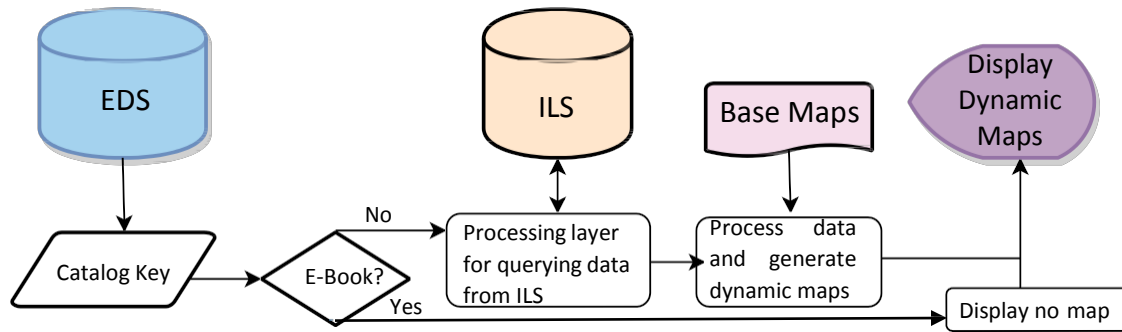 EDS
ILS
Base Maps
Display
Dynamic
Maps
Catalog Key
E-Book?
No
Yes
Processing layer
for querying data
from ILS
Process data
and generate
dynamic maps
Display no map